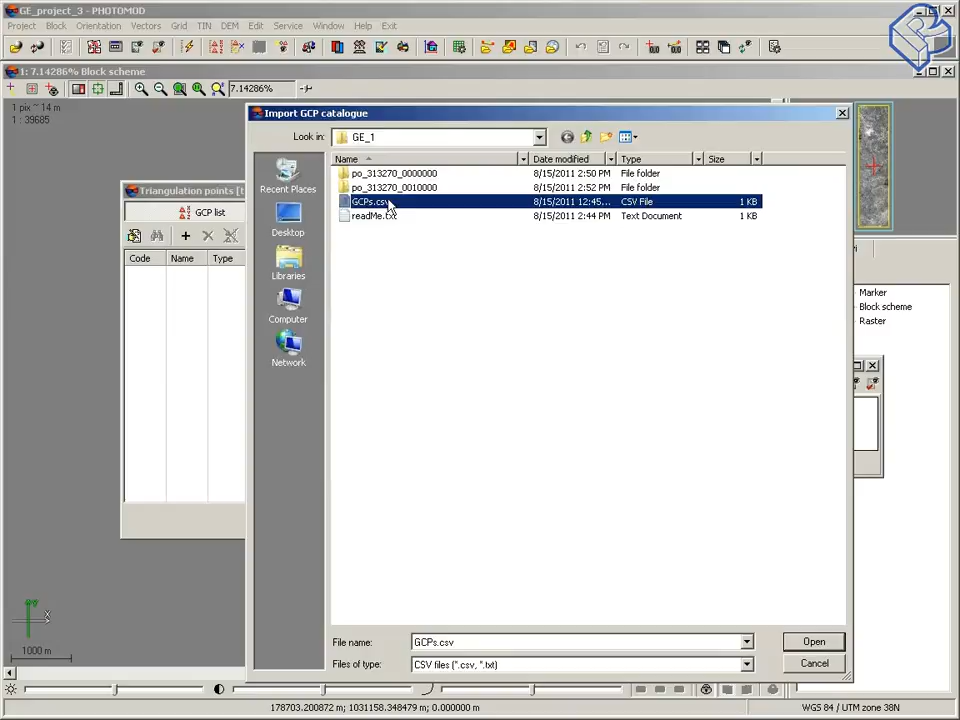 GE_project_3 - PHOTOMOD
Project Block Orientation Vectors Grid TIN DEM Edit Service Window Help Exit
1: 7.14286% Block scheme
7.14286%
1 pix ~ 14 m
1 : 39685
Import GCP catalogue
Look in: GE_1
Name Date modified Type Size
po_313270_0000000 8/15/2011 2:50 PM File folder
po_313270_0010000 8/15/2011 2:52 PM File folder
GCPs.csv 8/15/2011 12:45... CSV File 1 KB
readMe.txt 8/15/2011 2:44 PM Text Document 1 KB
Recent Places
Desktop
Libraries
Computer
Network
Triangulation points [t
GCP list
Code Name Type
Marker
Block scheme
Raster
X
1000 m
File name: GCPs.csv Open
Files of type: CSV files (*.csv, *.txt) Cancel
178703.200872 m; 1031158.348479 m; 0.000000 m
WGS 84 / UTM zone 38N